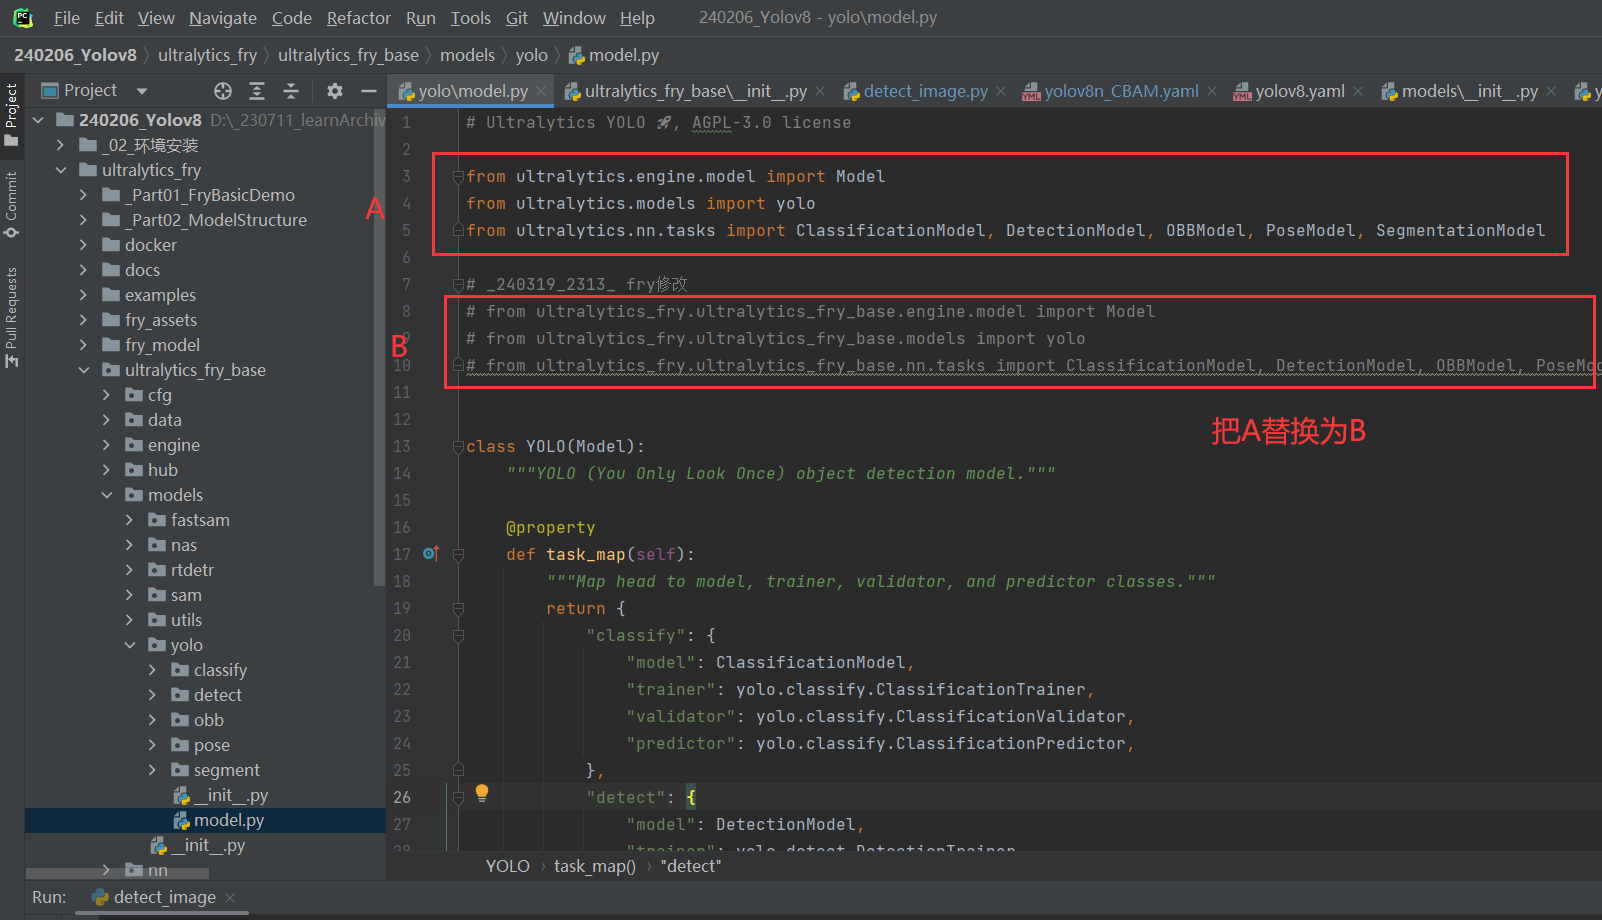 File Edit View Navigate Code Refactor Run Tools Git Window Help 240206_Yolov8 - yolo\model.py
240206_Yolov8 ultralytics_fry ultralytics_fry_base models yolo model.py
Project
Commit
Pull Requests
Project
240206_Yolov8 D:\_230711_learnArchiv
_02_环境安装
ultralytics_fry
_Part01_FryBasicDemo
_Part02_ModelStructure
docker
docs
examples
fry_assets
fry_model
ultralytics_fry_base
cfg
data
engine
hub
models
fastsam
nas
rtdetr
sam
utils
yolo
classify
detect
obb
pose
segment
__init__.py
model.py
__init__.py
nn
yolo\model.py ultralytics_fry_base\__init__.py detect_image.py yolov8n_CBAM.yaml yolov8.yaml models\__init__.py y
1 # Ultralytics YOLO 🚀, AGPL-3.0 license
2
3 from ultralytics.engine.model import Model
A
4 from ultralytics.models import yolo
5 from ultralytics.nn.tasks import ClassificationModel, DetectionModel, OBBModel, PoseModel, SegmentationModel
6
7 # _240319_2313_ fry修改
8 # from ultralytics_fry.ultralytics_fry_base.engine.model import Model
9 # from ultralytics_fry.ultralytics_fry_base.models import yolo
B
10 # from ultralytics_fry.ultralytics_fry_base.nn.tasks import ClassificationModel, DetectionModel, OBBModel, PoseMod
11
12
把A替换为B
13 class YOLO(Model):
14 """YOLO (You Only Look Once) object detection model."""
15
16 @property
17 def task_map(self):
18 """Map head to model, trainer, validator, and predictor classes."""
19 return {
20 "classify": {
21 "model": ClassificationModel,
22 "trainer": yolo.classify.ClassificationTrainer,
23 "validator": yolo.classify.ClassificationValidator,
24 "predictor": yolo.classify.ClassificationPredictor,
25 },
26 "detect": {
27 "model": DetectionModel,
28 "trainer": yolo.detect.DetectionTrainer
YOLO task_map() "detect"
Run: detect_image